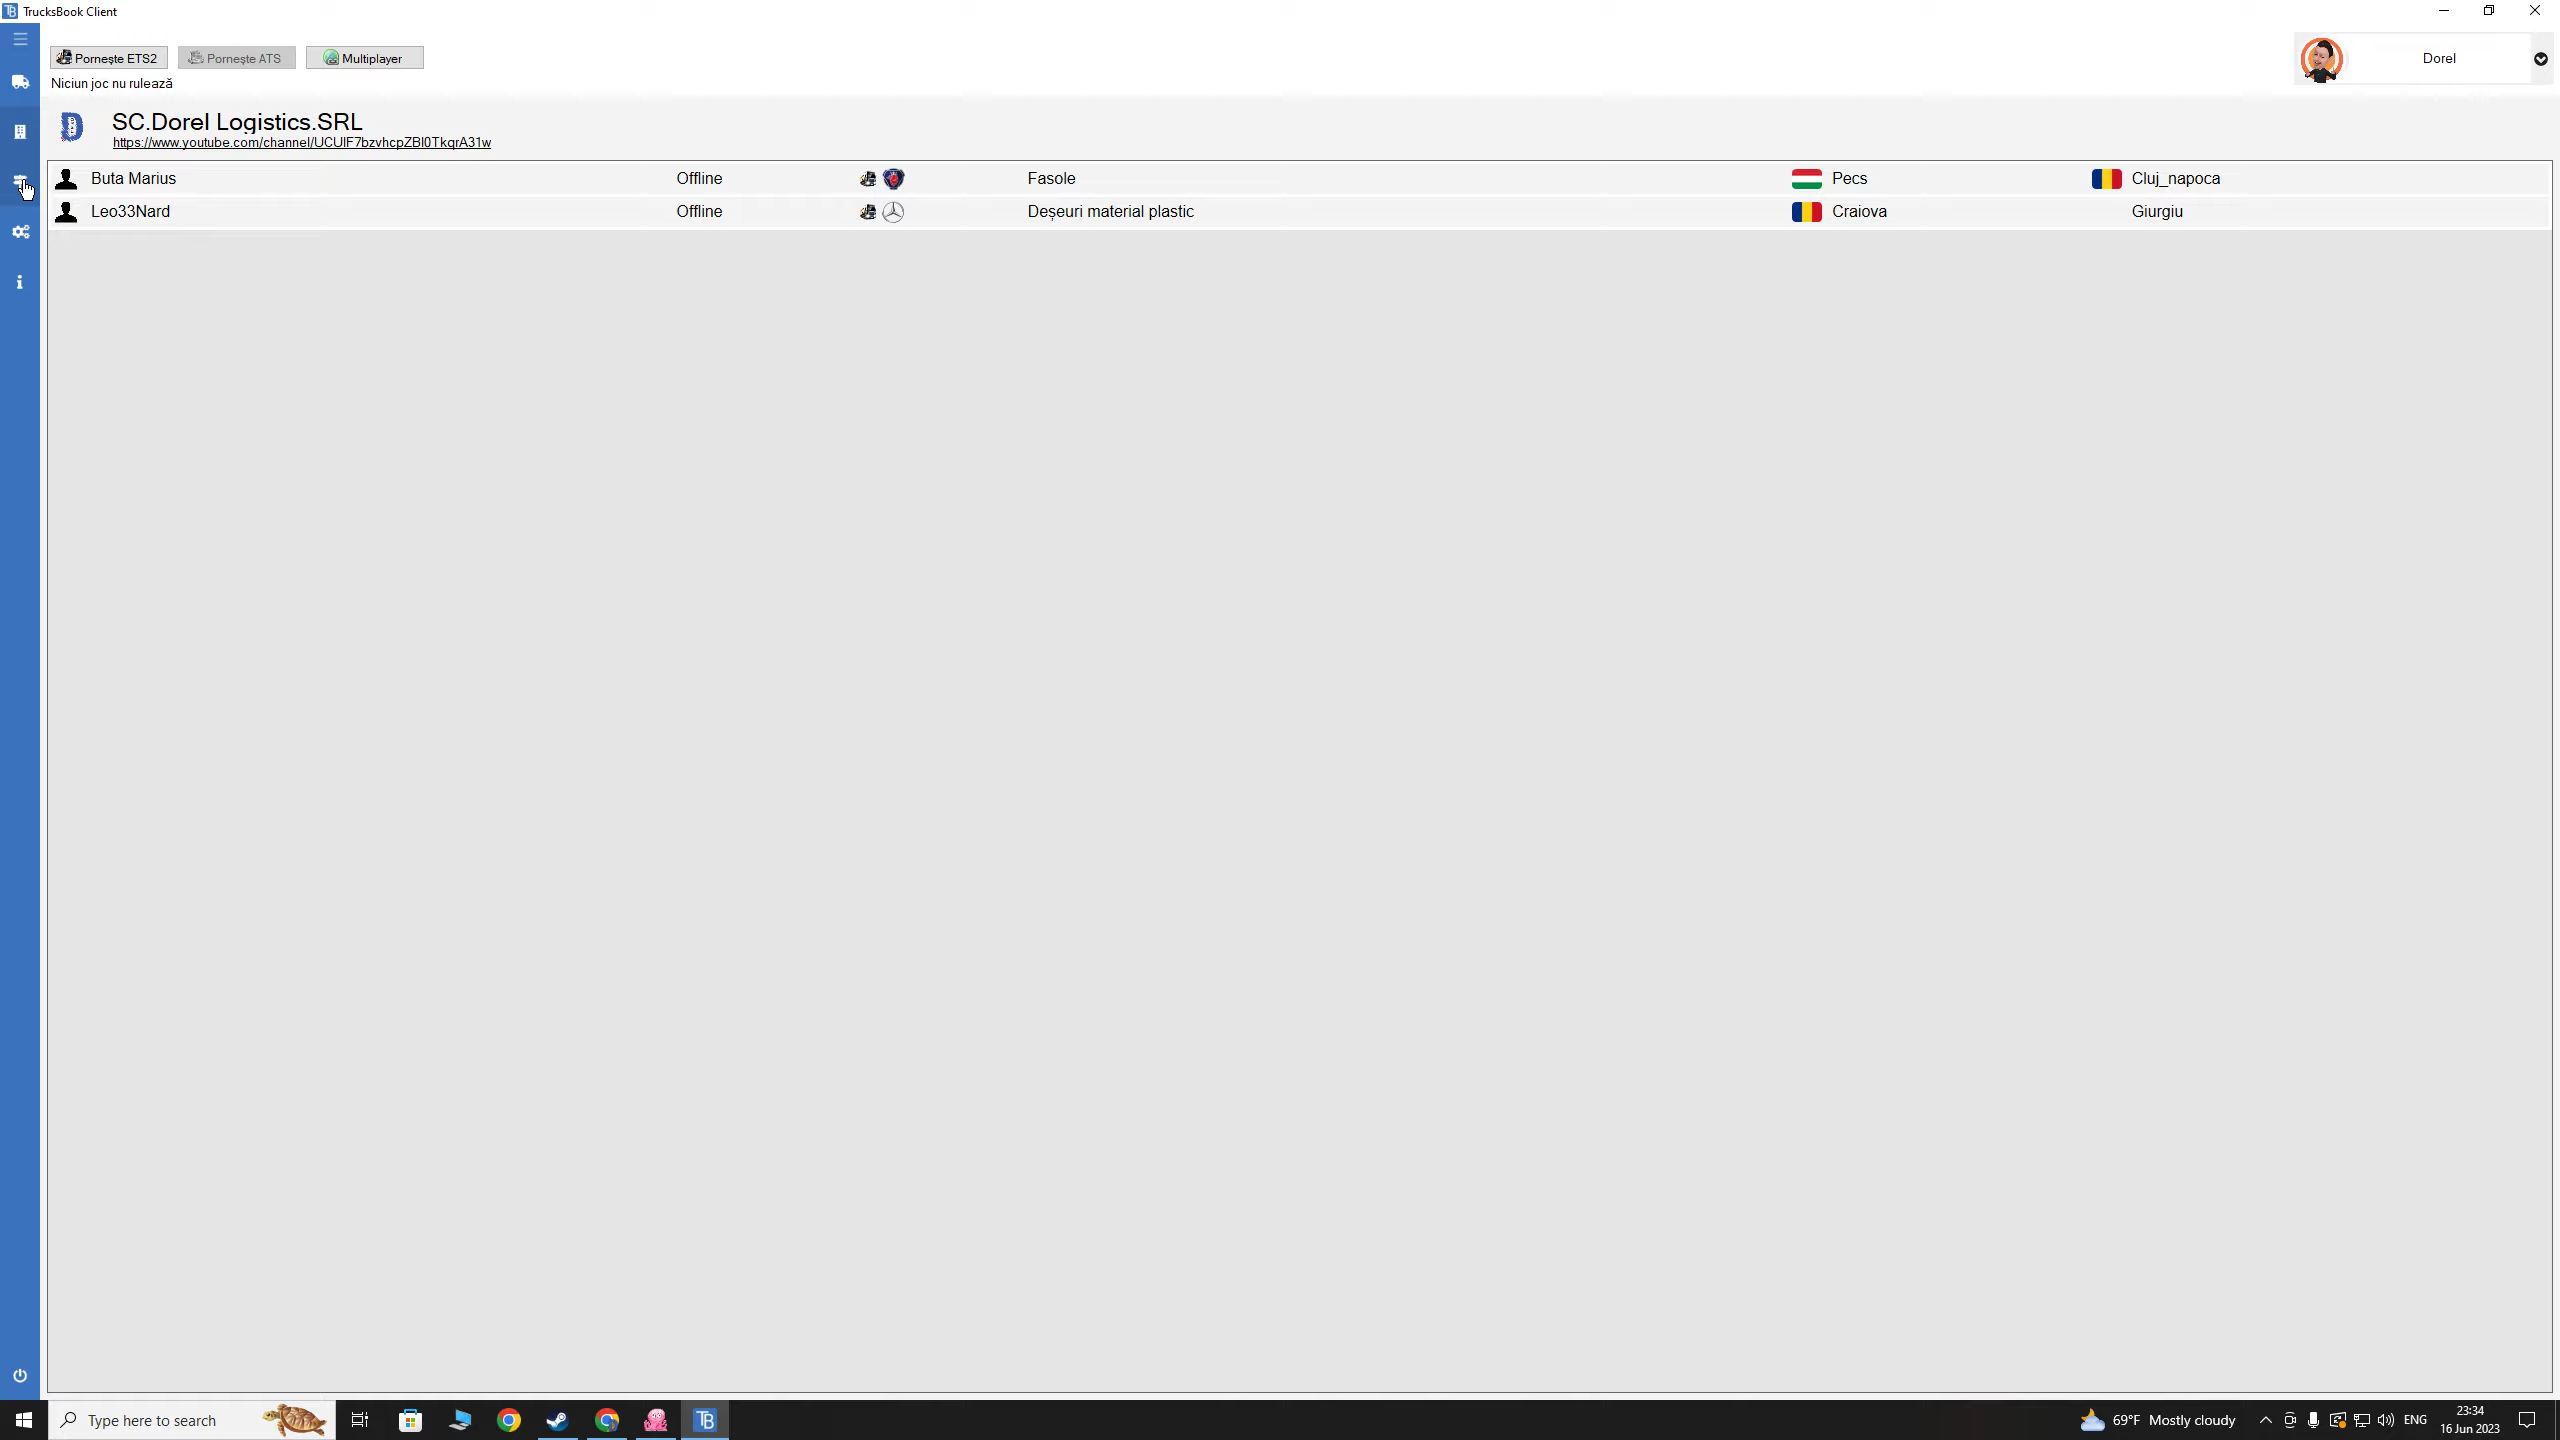 TrucksBook Client
Pornește ETS2
Pornește ATS
Multiplayer
Dorel
Niciun joc nu rulează
SC.Dorel Logistics.SRL
https://www.youtube.com/channel/UCUIF7bzvhcpZBl0TkqrA31w
Buta Marius Offline Fasole Pecs Cluj_napoca
Leo33Nard Offline Deșeuri material plastic Craiova Giurgiu
Type here to search
69°F Mostly cloudy
ENG
23:34
16 Jun 2023